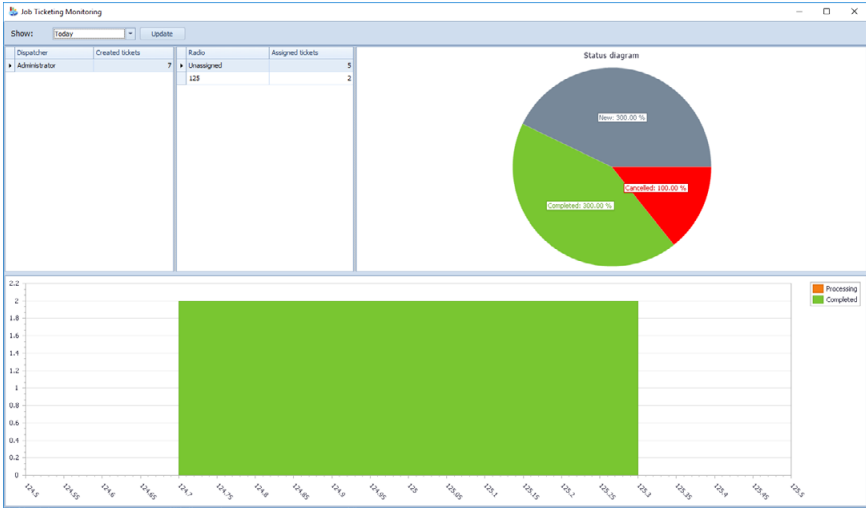 Job Ticketing Monitoring
Show: Today Update
Dispatcher Created tickets
Administrator 7
Radio Assigned tickets
Unassigned 5
125 2
Status diagram
New: 300.00 %
Cancelled: 100.00 %
Completed: 300.00 %
2.2
2
1.8
1.6
1.4
1.2
1
0.8
0.6
0.4
0.2
0
124.5 124.55 124.6 124.65 124.7 124.75 124.8 124.85 124.9 124.95 125 125.05 125.1 125.15 125.2 125.25 125.3 125.35 125.4 125.45 125.5
Processing
Completed